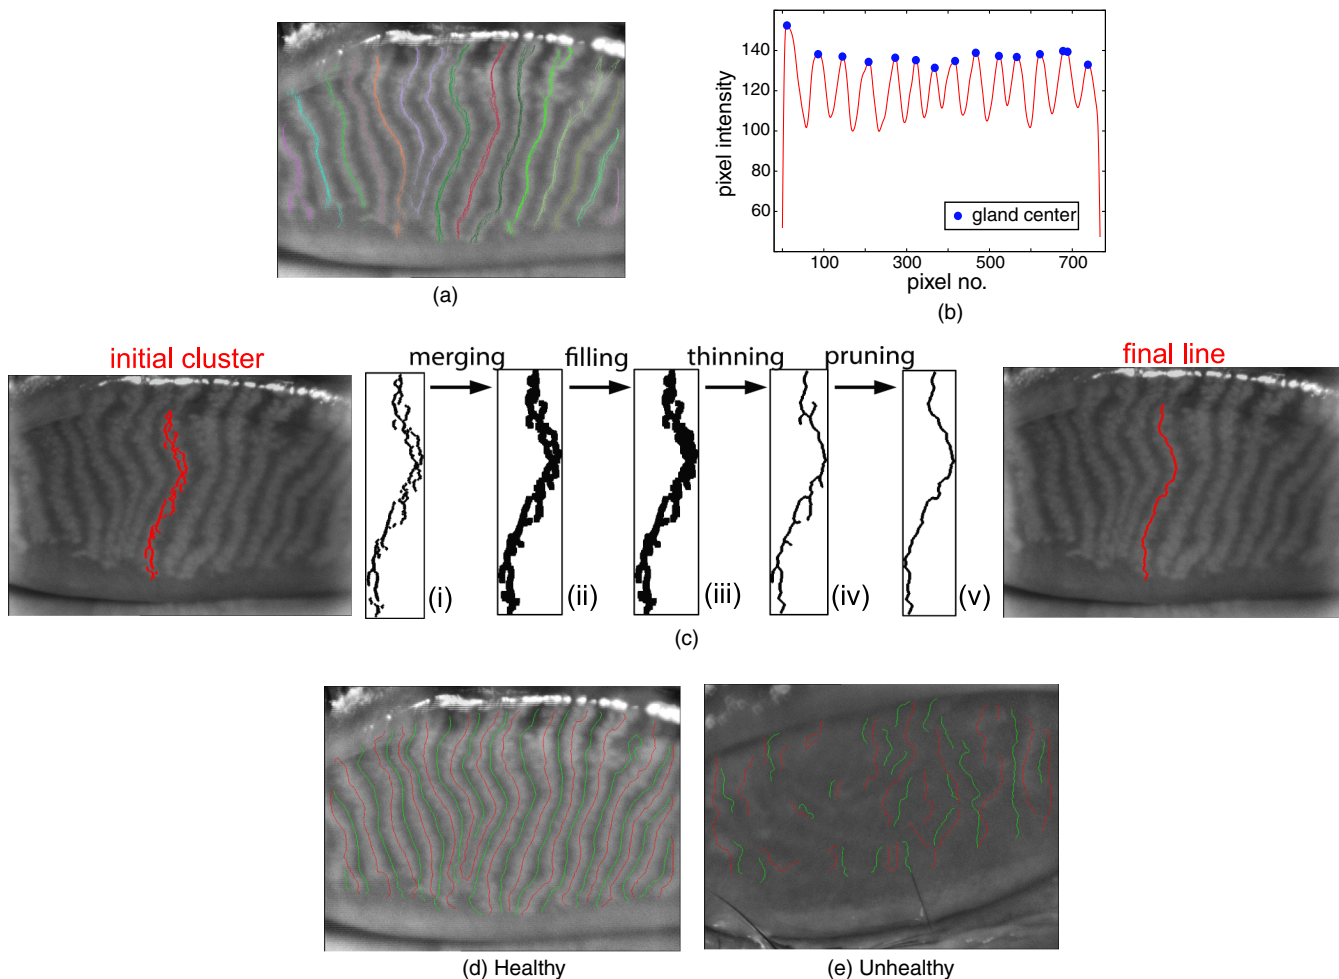 (a)
140
120
100
80
60
pixel intensity
gland center
100
300
500
700
pixel no.
(b)
initial cluster
merging
filling
thinning
pruning
final line
(i)
(ii)
(iii)
(iv)
(v)
(c)
(d) Healthy
(e) Unhealthy